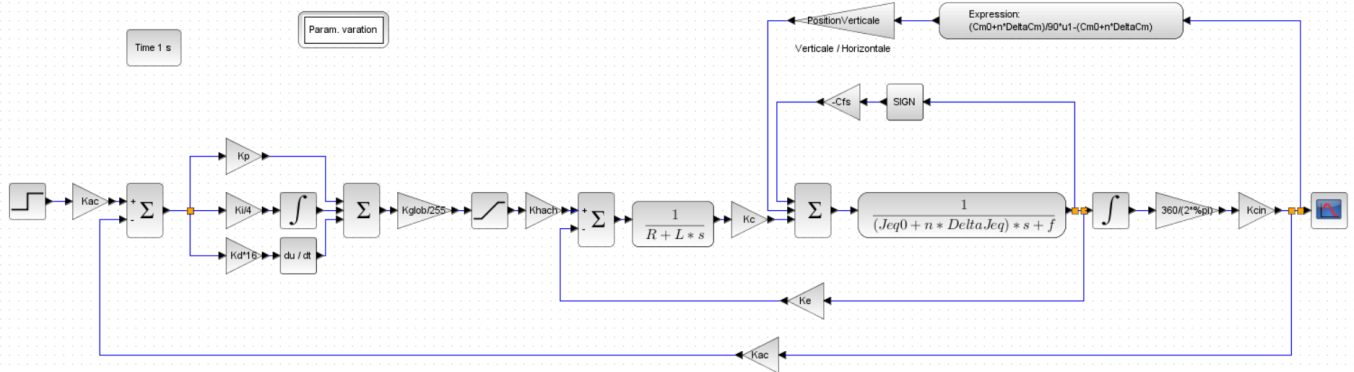 PositionVerticale
Expression:
(Cm0+n*DeltaCm)/90*u1-(Cm0+n*DeltaCm)
Param. varation
Time 1 s
Verticale / Horizontale
-Cfs
SIGN
Kp
Kac
+
-
Σ
Ki/4
∫
Σ
Kglob/255
Khach
+
-
Σ
1
R + L * s
Kc
Σ
1
(Jeq0 + n * DeltaJeq) * s + f
∫
360/(2*%pi)
Kcin
Kd*16
du / dt
Ke
Kac